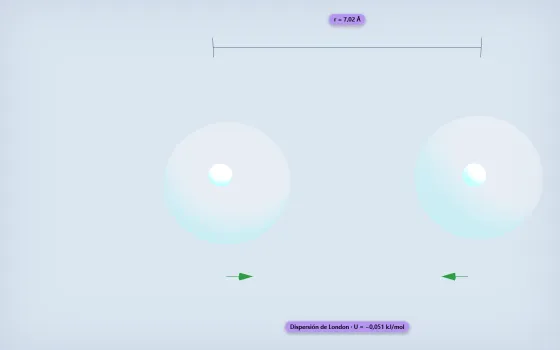 r = 7,02 Å
Dispersión de London · U = −0,051 kJ/mol